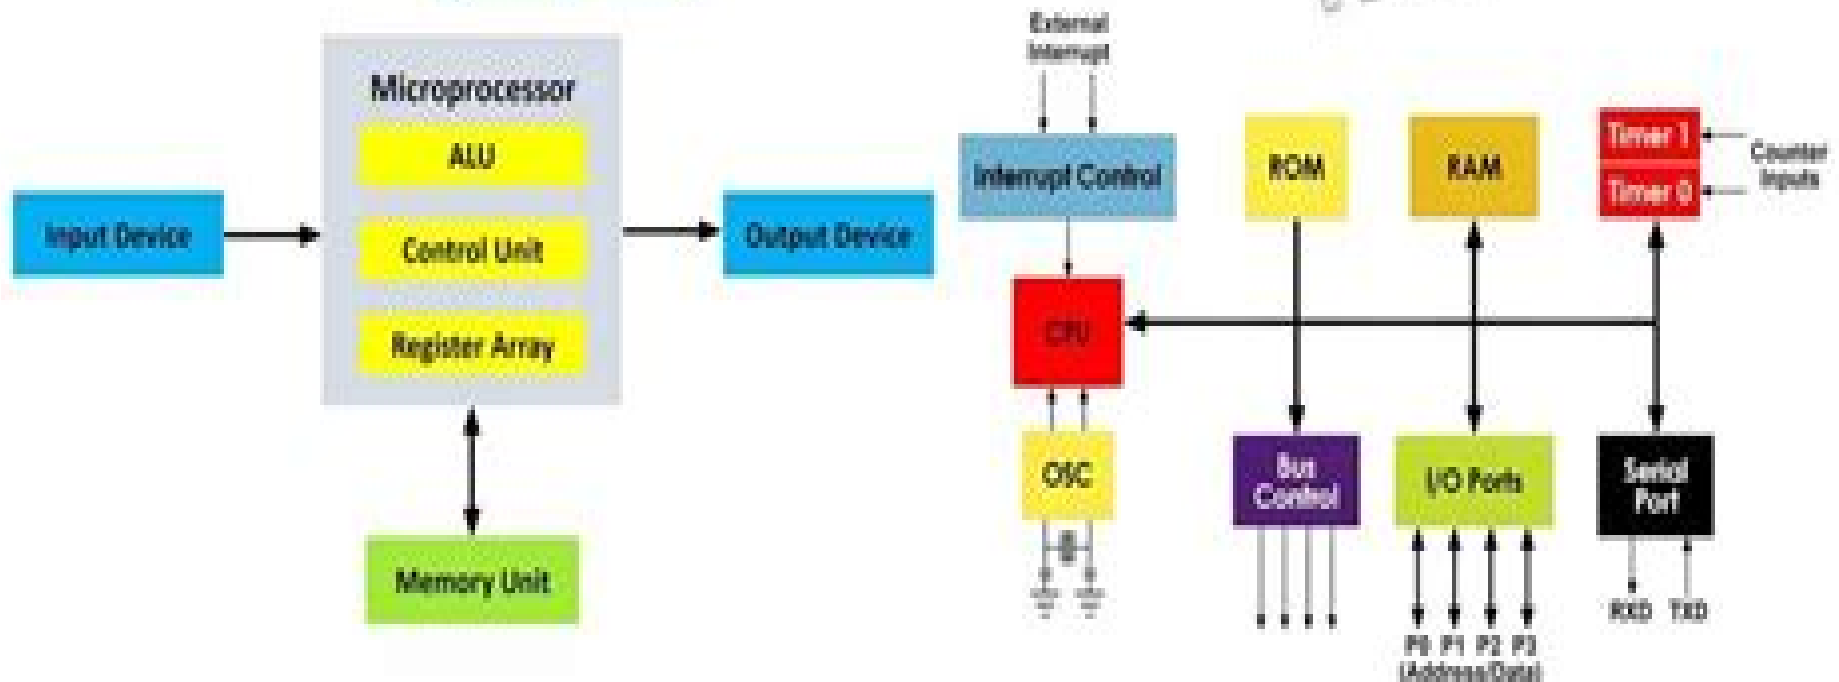 Microprocessor
ALU
Control Unit
Register Array
Input Device
Output Device
Memory Unit
External
Interrupt
Interrupt Control
CPU
OSC
ROM
RAM
Timer 1
Timer 0
Counter
Inputs
Bus
Control
I/O Ports
Serial
Port
P0 P1 P2 P3
(Address/Data)
RXD TXD